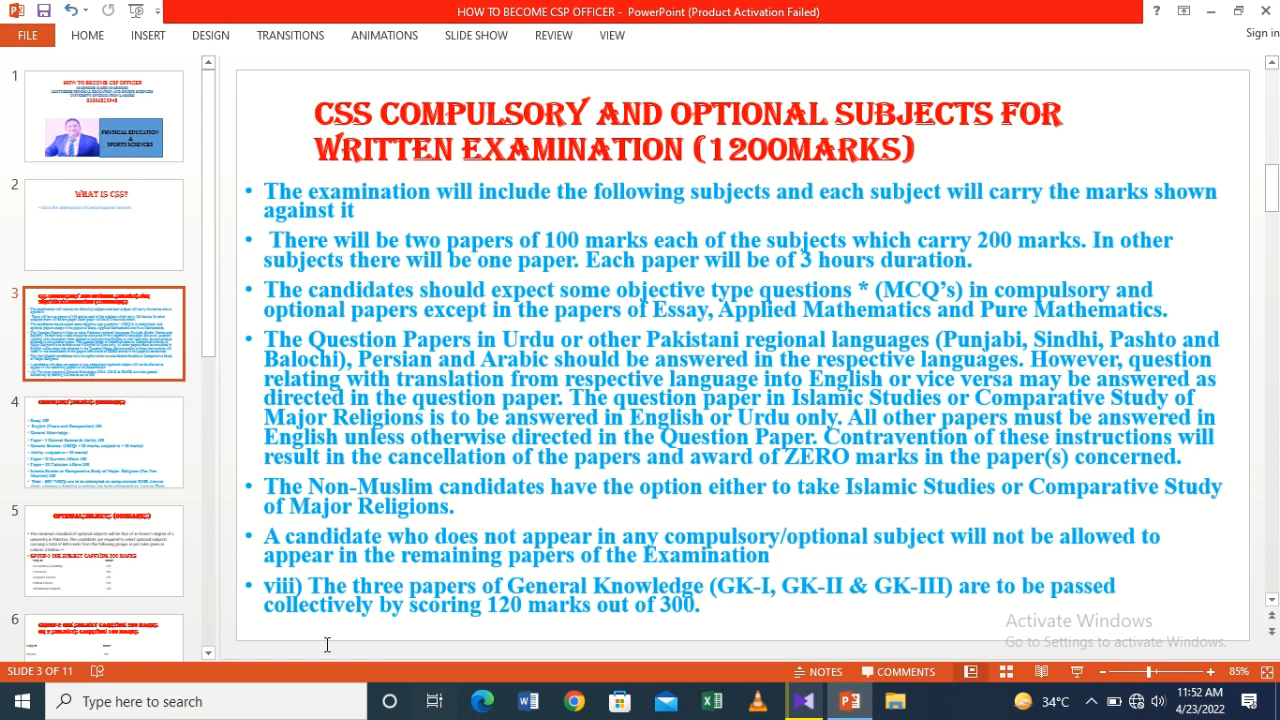 HOW TO BECOME CSP OFFICER - PowerPoint (Product Activation Failed)
FILE HOME INSERT DESIGN TRANSITIONS ANIMATIONS SLIDE SHOW REVIEW VIEW Sign in
1
HOW TO BECOME CSP OFFICER
PHYSICAL EDUCATION
&
SPORTS SCIENCES
2
WHAT IS CSS?
3
4
Essay 100
English (Precis and Composition) 100
General Knowledge
5
6
CSS COMPULSORY AND OPTIONAL SUBJECTS FOR
WRITTEN EXAMINATION (1200MARKS)
• The examination will include the following subjects and each subject will carry the marks shown
against it
• There will be two papers of 100 marks each of the subjects which carry 200 marks. In other
subjects there will be one paper. Each paper will be of 3 hours duration.
• The candidates should expect some objective type questions * (MCQ's) in compulsory and
optional papers except in the papers of Essay, Applied Mathematics and Pure Mathematics.
• The Question Papers in Urdu or other Pakistani regional languages (Punjabi, Sindhi, Pashto and
Balochi), Persian and Arabic should be answered in the respective languages. However, question
relating with translation from respective language into English or vice versa may be answered as
directed in the question paper. The question paper in Islamic Studies or Comparative Study of
Major Religions is to be answered in English or Urdu only. All other papers must be answered in
English unless otherwise directed in the Question Paper. Contravention of these instructions will
result in the cancellation of the papers and award of ZERO marks in the paper(s) concerned.
• The Non-Muslim candidates have the option either to take Islamic Studies or Comparative Study
of Major Religions.
• A candidate who does not appear in any compulsory/optional subject will not be allowed to
appear in the remaining papers of the Examination
• viii) The three papers of General Knowledge (GK-I, GK-II & GK-III) are to be passed
collectively by scoring 120 marks out of 300.
Activate Windows
Go to Settings to activate Windows.
SLIDE 3 OF 11 NOTES COMMENTS 85%
Type here to search 34°C 11:52 AM
4/23/2022